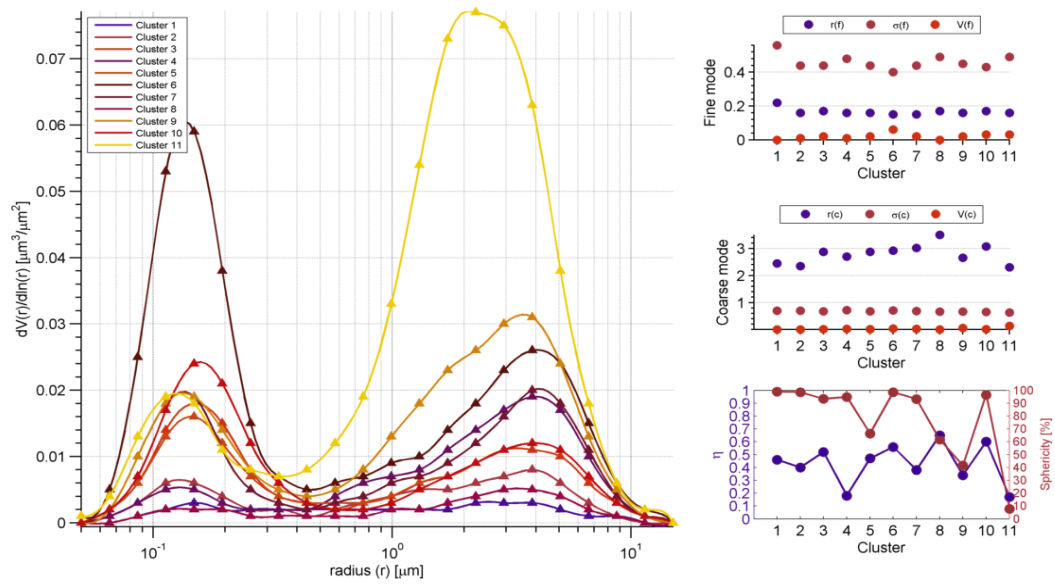 Cluster 1
Cluster 2
Cluster 3
Cluster 4
Cluster 5
Cluster 6
Cluster 7
Cluster 8
Cluster 9
Cluster 10
Cluster 11
0.07
0.06
0.05
0.04
0.03
0.02
0.01
0
dV(r)/dln(r) [μm³/μm²]
10⁻¹ 10⁰ 10¹
radius (r) [μm]
r(f) σ(f) V(f)
0.4
0.2
0
Fine mode
1 2 3 4 5 6 7 8 9 10 11
Cluster
r(c) σ(c) V(c)
3
2
1
Coarse mode
1 2 3 4 5 6 7 8 9 10 11
Cluster
1
0.9
0.8
0.7
0.6
0.5
0.4
0.3
0.2
0.1
0
η
100
90
80
70
60
50
40
30
20
10
0
Sphericity [%]
1 2 3 4 5 6 7 8 9 10 11
Cluster